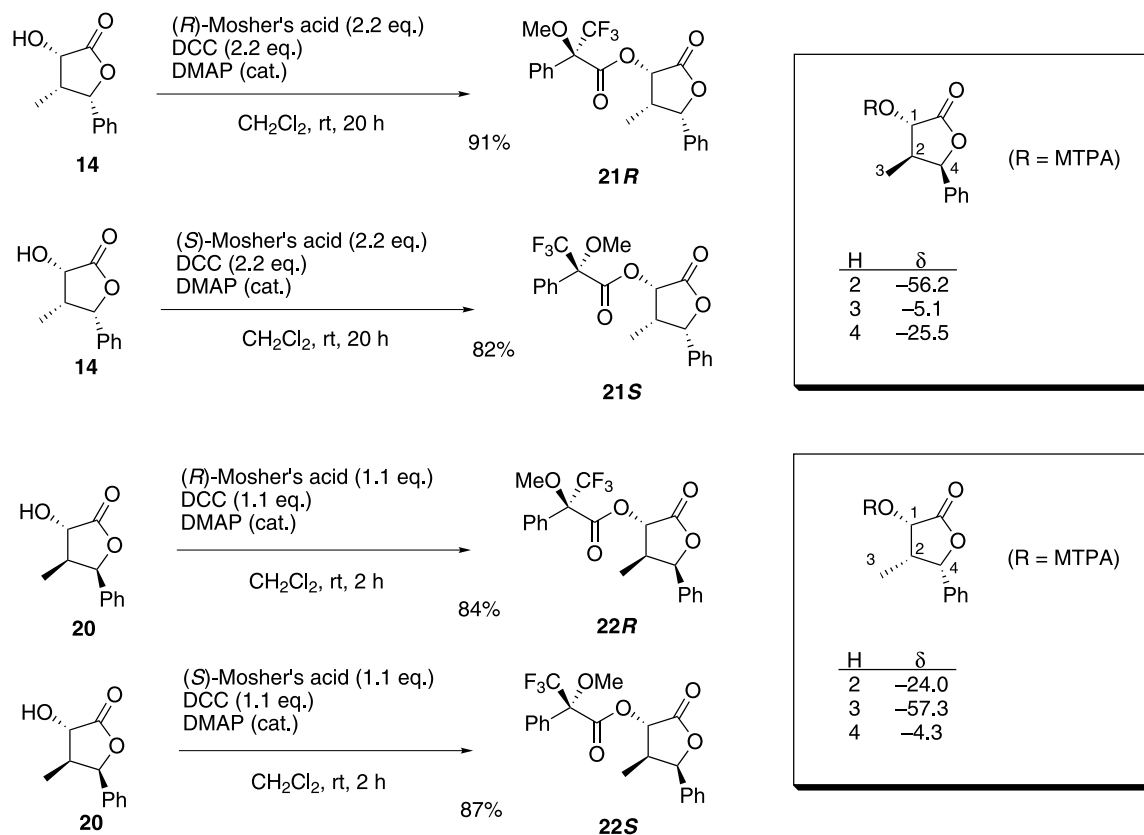 HO
O
O
Ph
14
(R)-Mosher's acid (2.2 eq.)
DCC (2.2 eq.)
DMAP (cat.)
CH2Cl2, rt, 20 h
91%
OMe
CF3
Ph
O
O
O
O
Ph
21R
HO
O
O
Ph
14
(S)-Mosher's acid (2.2 eq.)
DCC (2.2 eq.)
DMAP (cat.)
CH2Cl2, rt, 20 h
82%
F3C
OMe
Ph
O
O
O
O
Ph
21S
RO
1
O
O
2
3
4
Ph
(R = MTPA)
H δ
2 –56.2
3 –5.1
4 –25.5
HO
O
O
Ph
20
(R)-Mosher's acid (1.1 eq.)
DCC (1.1 eq.)
DMAP (cat.)
CH2Cl2, rt, 2 h
84%
OMe
CF3
Ph
O
O
O
O
Ph
22R
HO
O
O
Ph
20
(S)-Mosher's acid (1.1 eq.)
DCC (1.1 eq.)
DMAP (cat.)
CH2Cl2, rt, 2 h
87%
F3C
OMe
Ph
O
O
O
O
Ph
22S
RO
1
O
O
2
3
4
Ph
(R = MTPA)
H δ
2 –24.0
3 –57.3
4 –4.3